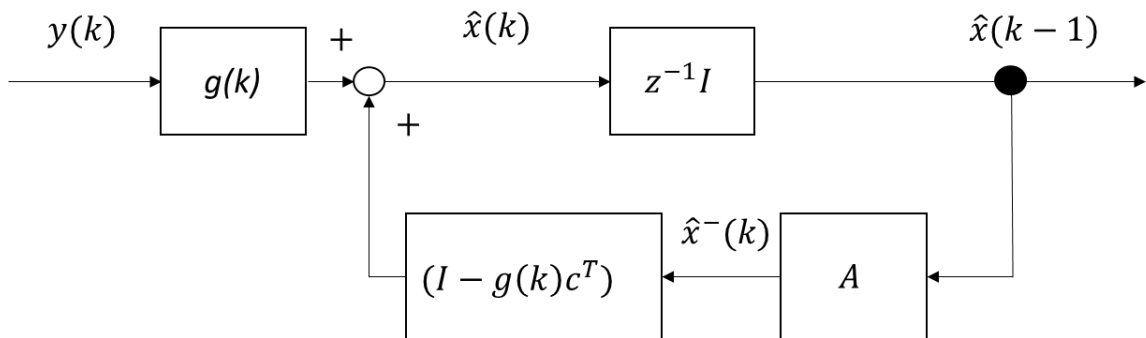 y(k)
+
x̂(k)
x̂(k − 1)
g(k)
z⁻¹I
+
x̂⁻(k)
(I − g(k)cᵀ)
A